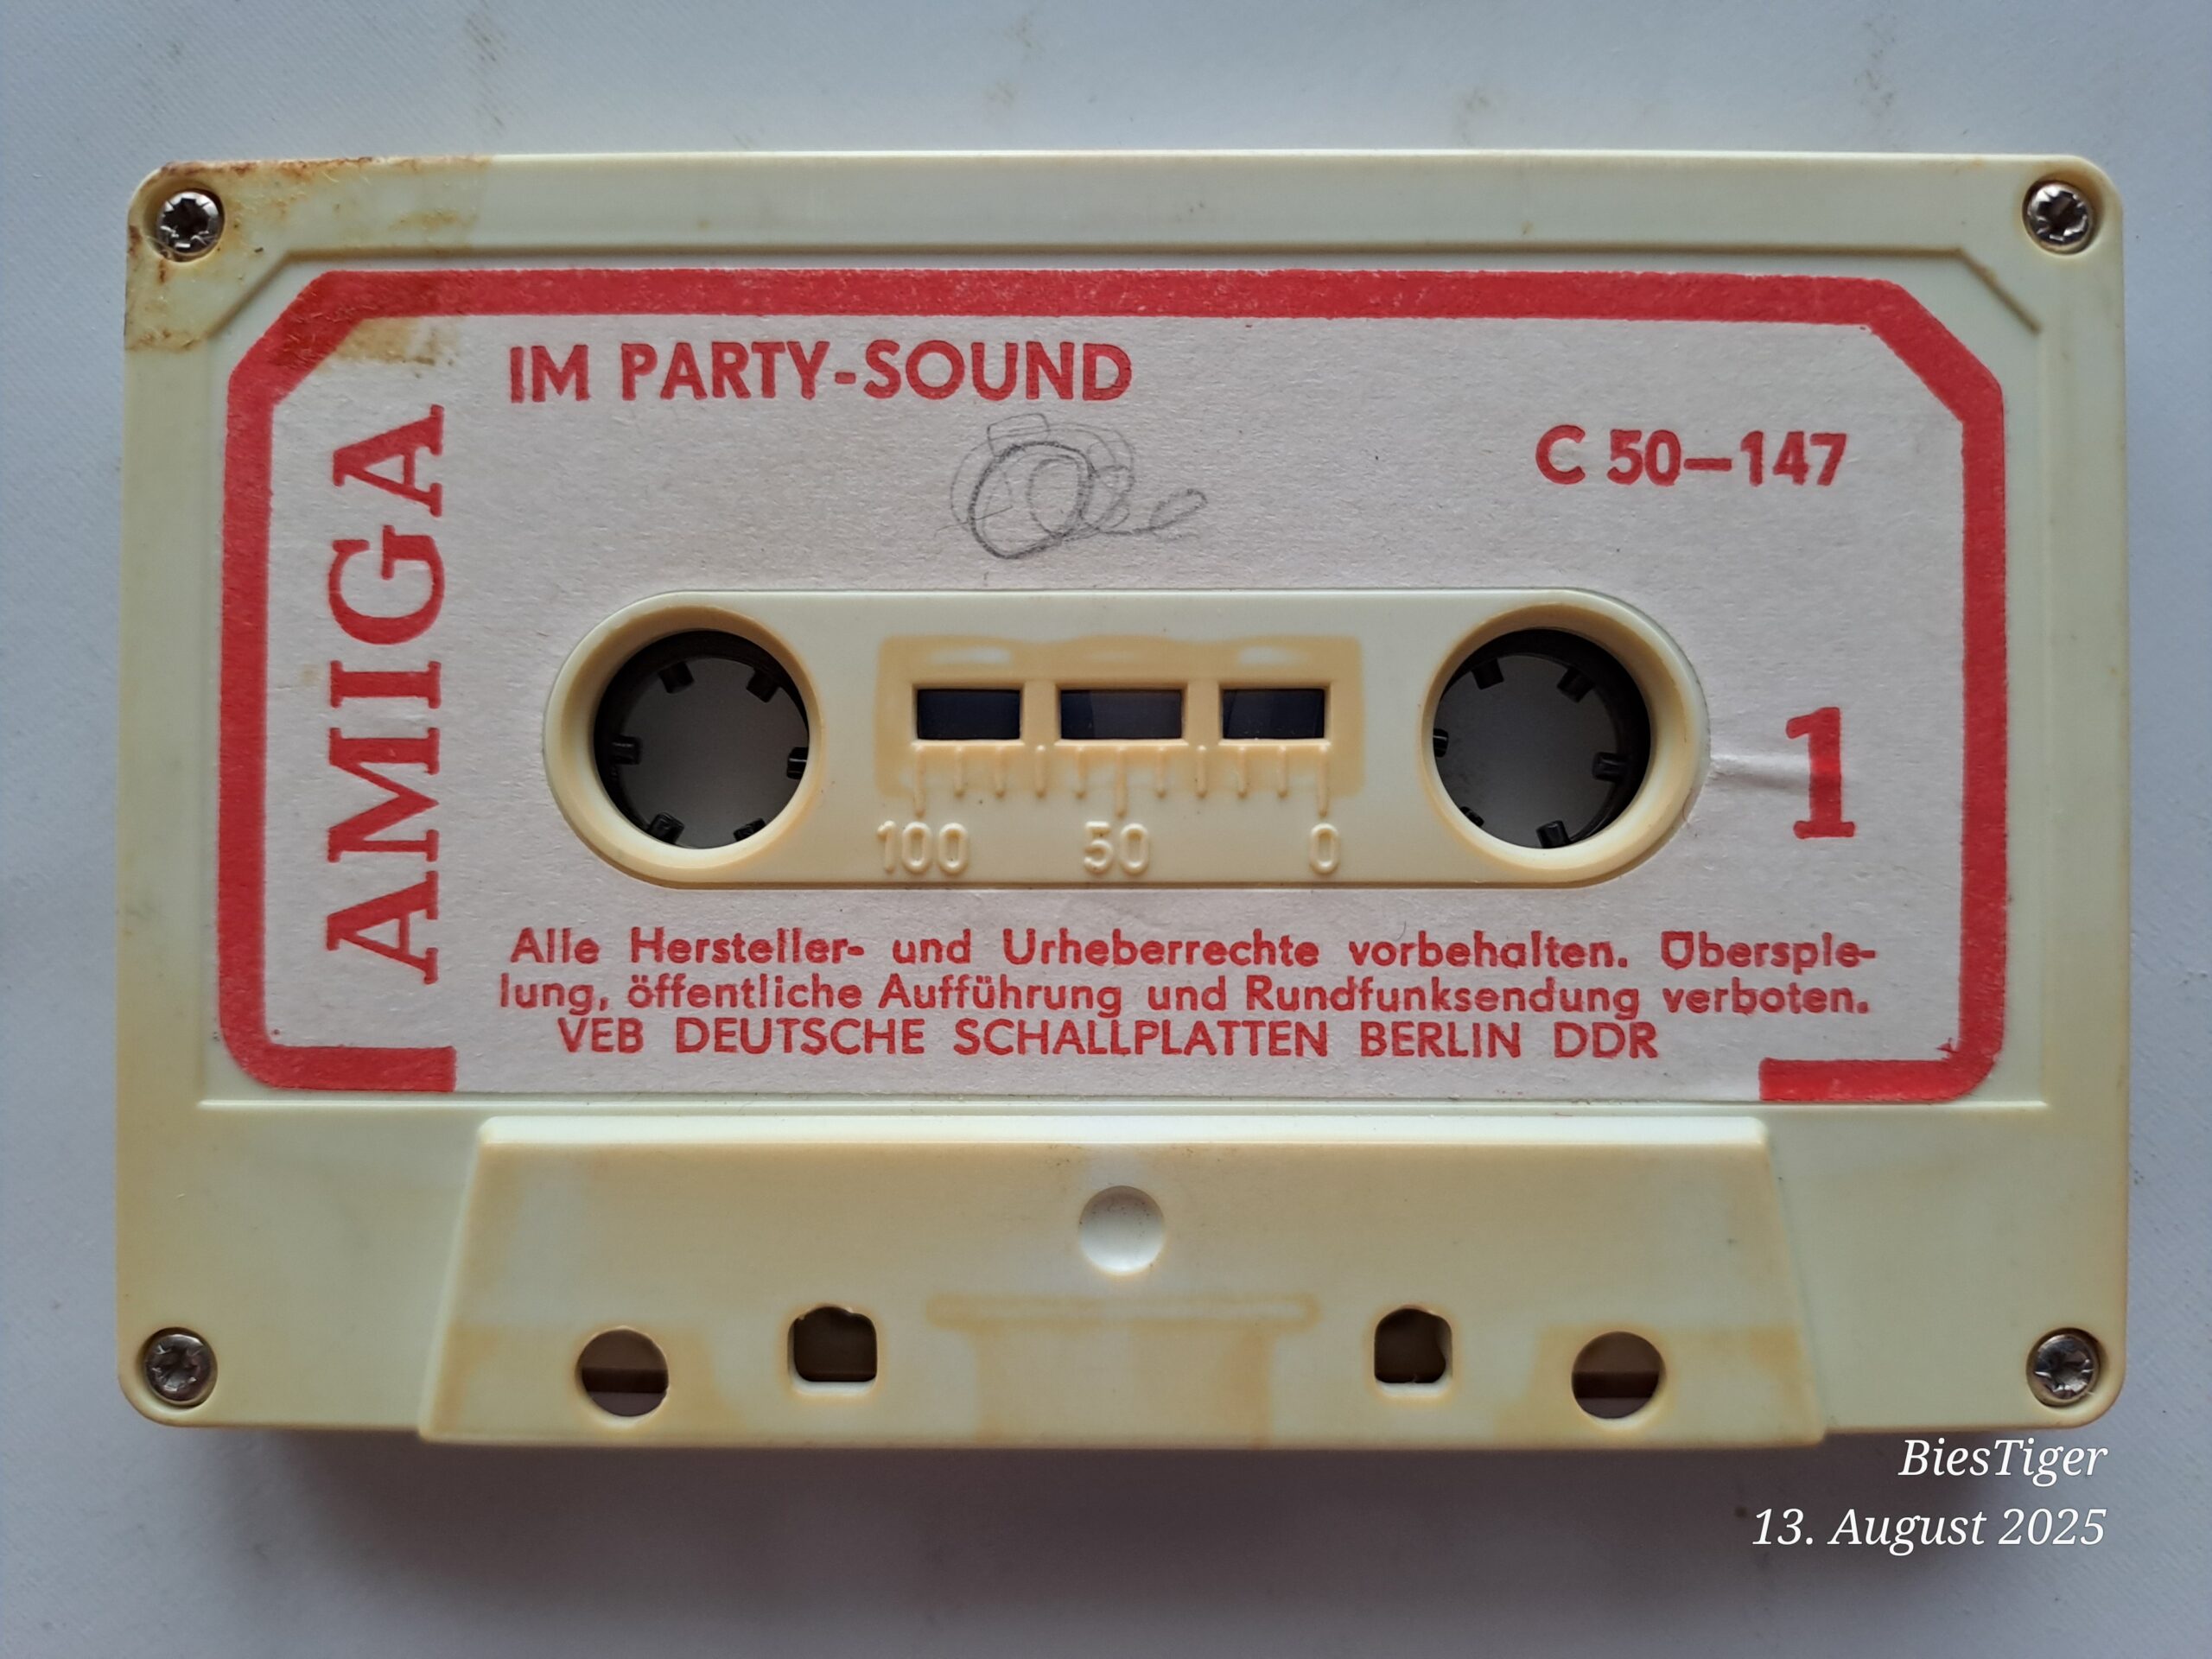 IM PARTY-SOUND
C 50–147
AMIGA
1
100 50 0
Alle Hersteller- und Urheberrechte vorbehalten. Überspie-
lung, öffentliche Aufführung und Rundfunksendung verboten.
VEB DEUTSCHE SCHALLPLATTEN BERLIN DDR
BiesTiger
13. August 2025